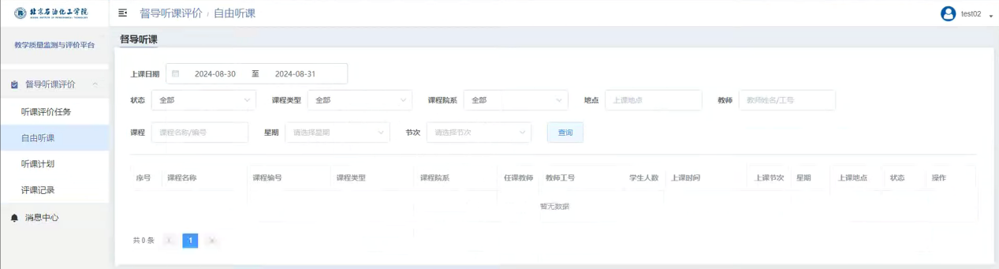 北京石油化工学院
督导听课评价 / 自由听课
test02
教学质量监测与评价平台
督导听课
督导听课评价
听课评价任务
自由听课
听课计划
评课记录
消息中心
上课日期 2024-08-30 至 2024-08-31
状态 全部 课程类型 全部 课程院系 全部 地点 上课地点 教师 教师姓名/工号
课程 课程名称/编号 星期 请选择星期 节次 请选择节次 查询
序号 课程名称 课程编号 课程类型 课程院系 任课教师 教师工号 学生人数 上课时间 上课节次 星期 上课地点 状态 操作
暂无数据
共 0 条 1